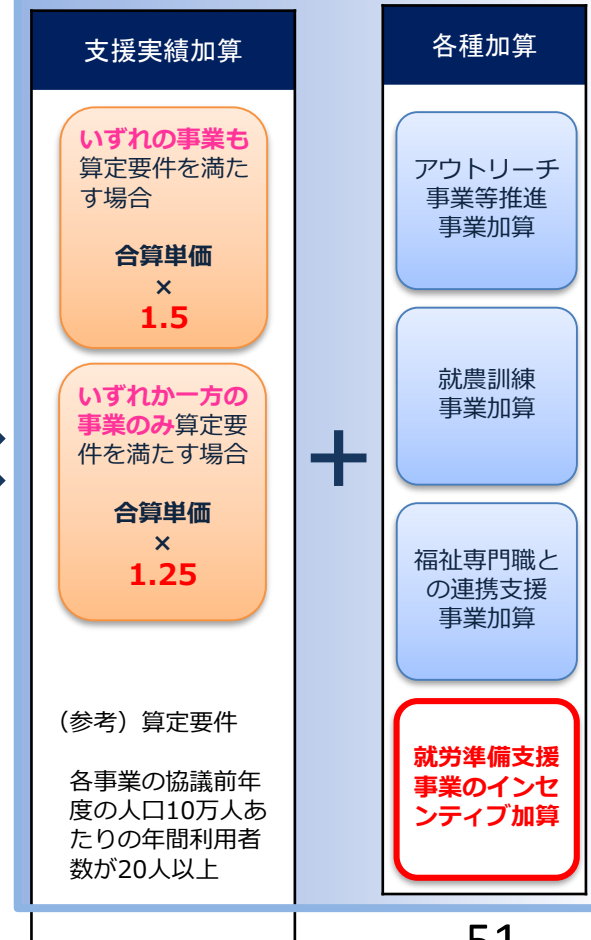 支援実績加算
いずれの事業も
算定要件を満た
す場合
合算単価
×
1.5
いずれか一方の
事業のみ算定要
件を満たす場合
合算単価
×
1.25
（参考）算定要件
各事業の協議前年
度の人口10万人あ
たりの年間利用者
数が20人以上
+
各種加算
アウトリーチ
事業等推進
事業加算
就農訓練
事業加算
福祉専門職と
の連携支援
事業加算
就労準備支援
事業のインセ
ンティブ加算
51